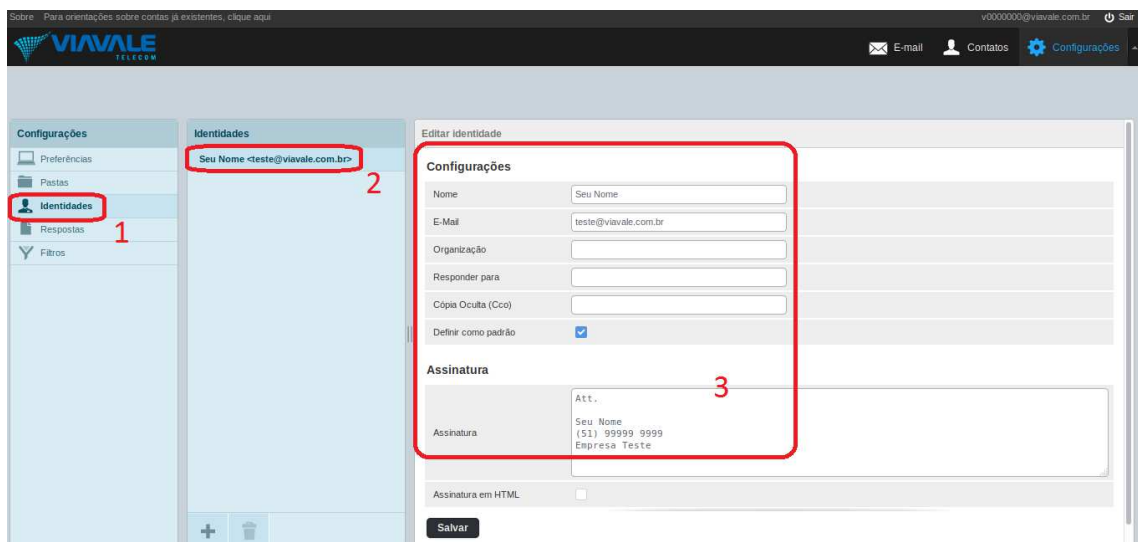 Sobre Para orientações sobre contas já existentes, clique aqui v0000000@viavale.com.br Sair
VIAVALE
TELECOM
E-mail Contatos Configurações
Configurações
Preferências
Pastas
Identidades
1
Respostas
Filtros
Identidades
Seu Nome <teste@viavale.com.br>
2
Editar identidade
Configurações
Nome Seu Nome
E-Mail teste@viavale.com.br
Organização
Responder para
Cópia Oculta (Cco)
Definir como padrão
Assinatura
3
Assinatura
Att.
Seu Nome
(51) 99999 9999
Empresa Teste
Assinatura em HTML
Salvar